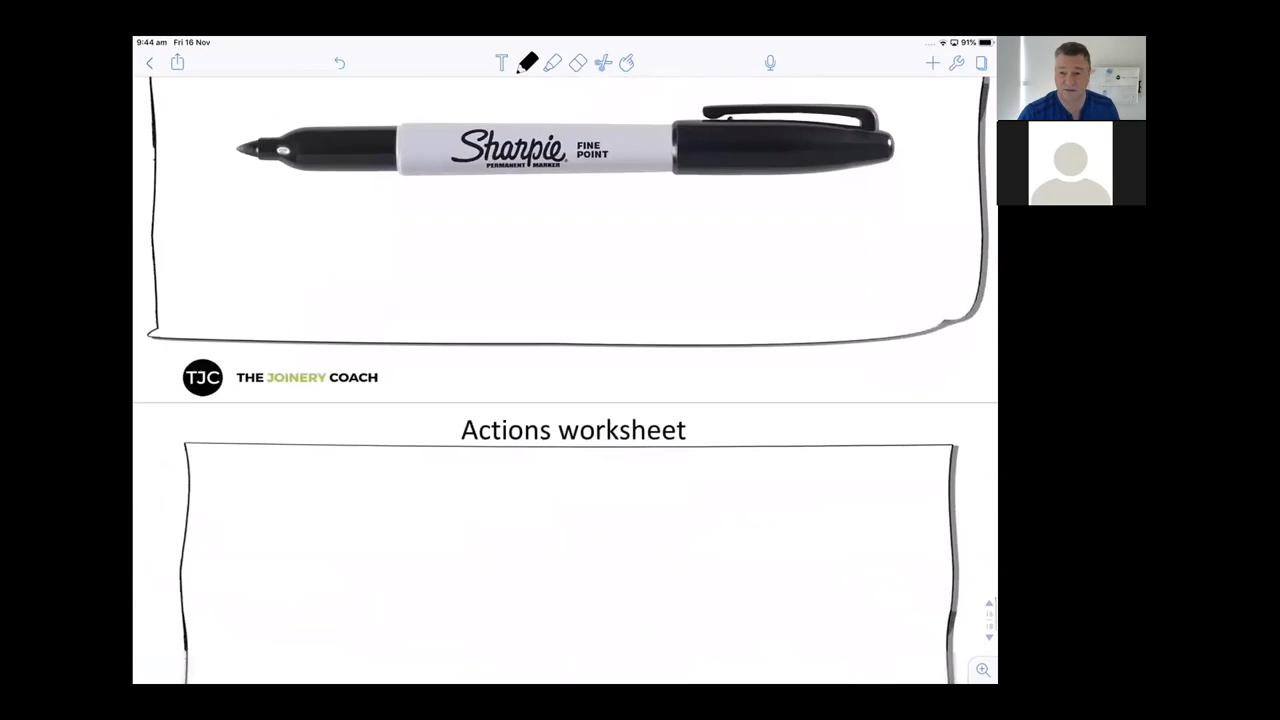 9:44 am Fri 16 Nov
91%
T
Sharpie
FINE
POINT
PERMANENT MARKER
TJC THE JOINERY COACH
Actions worksheet